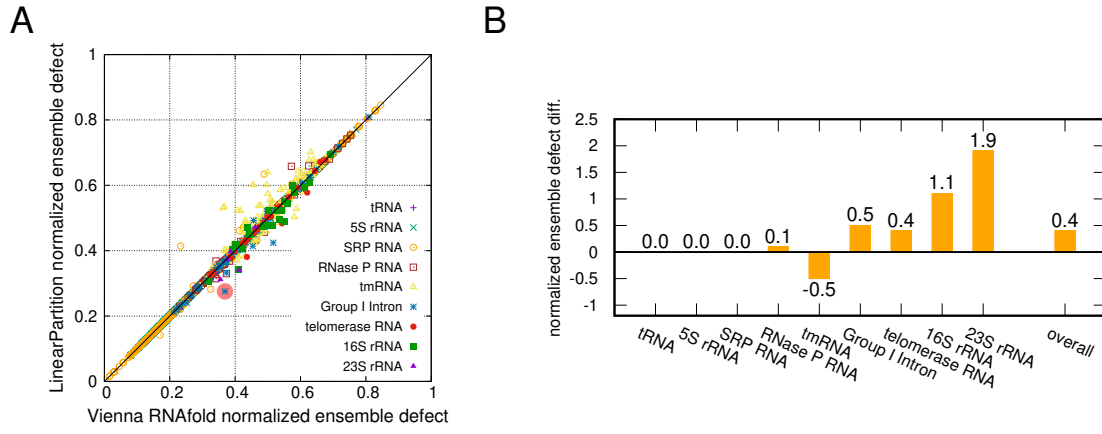 A
LinearPartition normalized ensemble defect
1
0.8
0.6
0.4
0.2
0
0 0.2 0.4 0.6 0.8 1
Vienna RNAfold normalized ensemble defect
tRNA
5S rRNA
SRP RNA
RNase P RNA
tmRNA
Group I Intron
telomerase RNA
16S rRNA
23S rRNA
B
normalized ensemble defect diff.
2.5
2
1.5
1
0.5
0
-0.5
-1
0.0 0.0 0.0 0.1 -0.5 0.5 0.4 1.1 1.9 0.4
tRNA
5S rRNA
SRP RNA
RNase P RNA
tmRNA
Group I Intron
telomerase RNA
16S rRNA
23S rRNA
overall